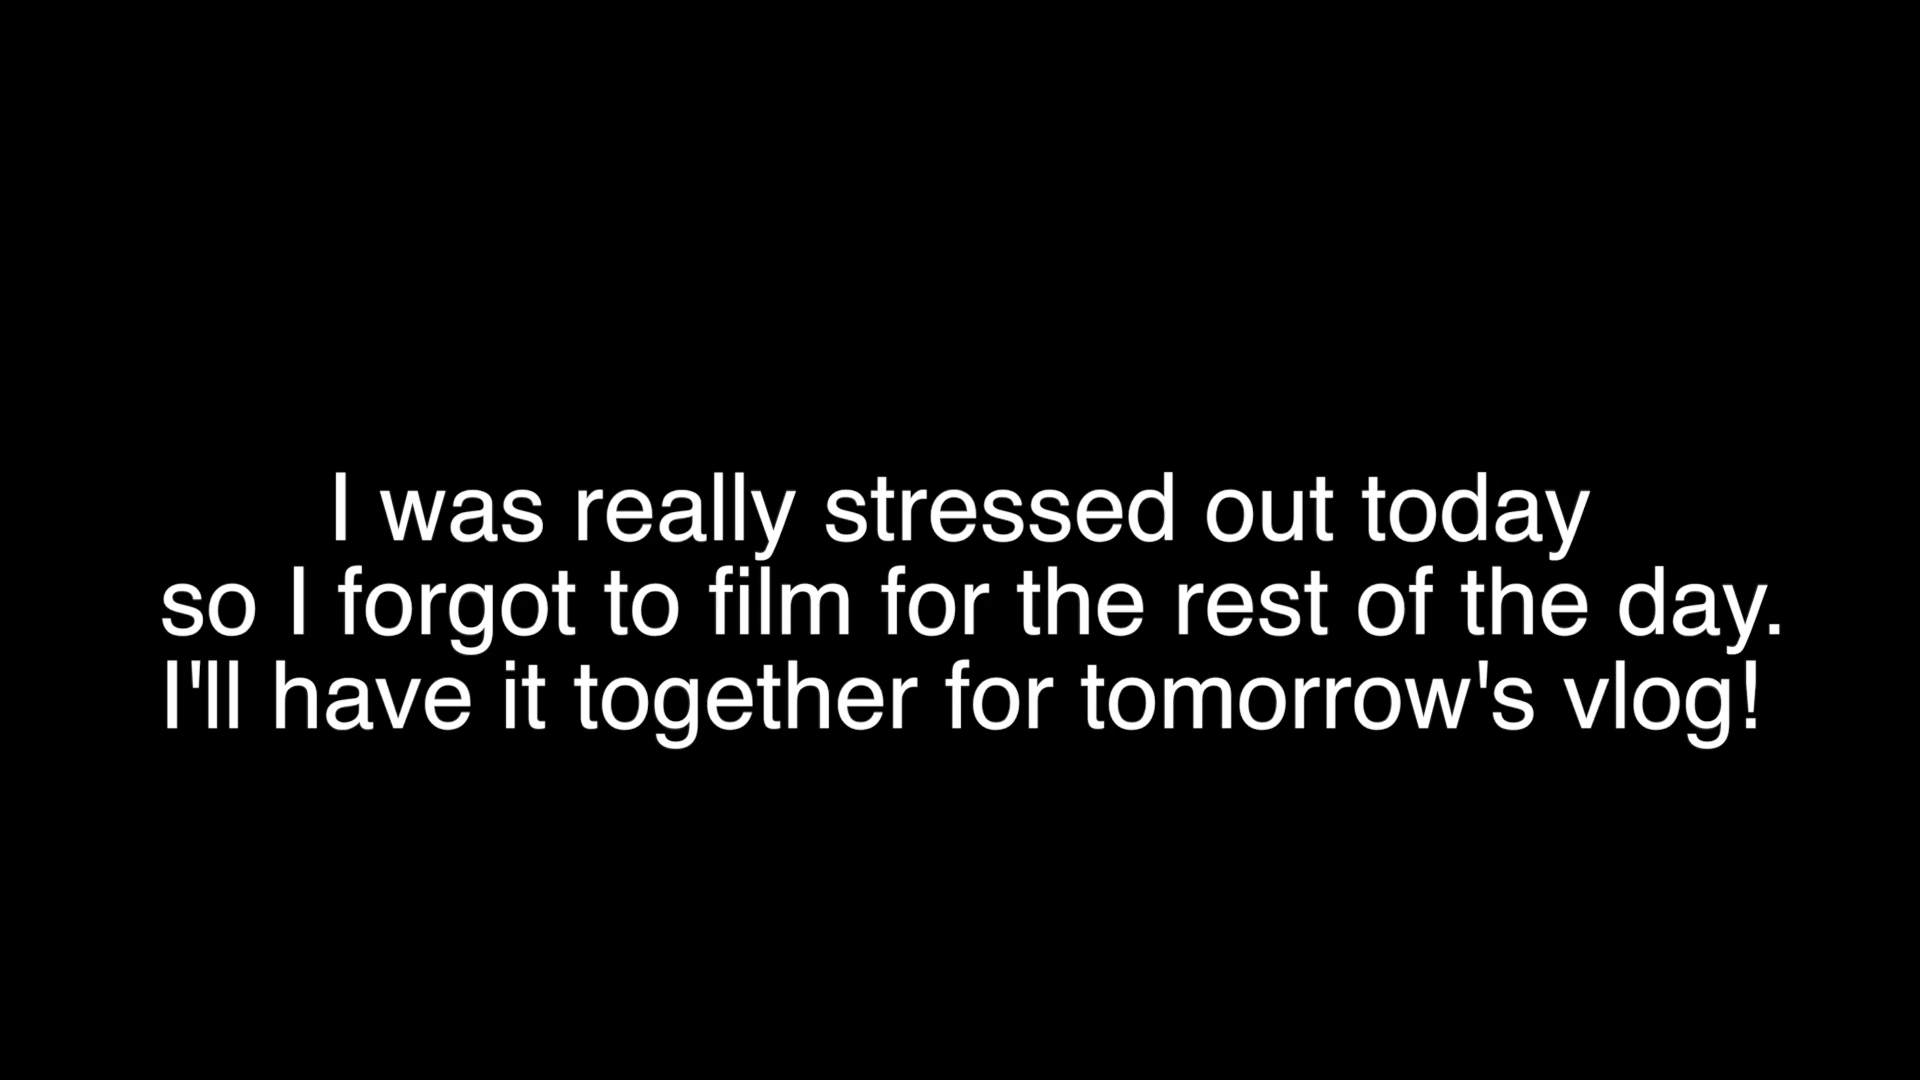 I was really stressed out today
so I forgot to film for the rest of the day.
I'll have it together for tomorrow's vlog!